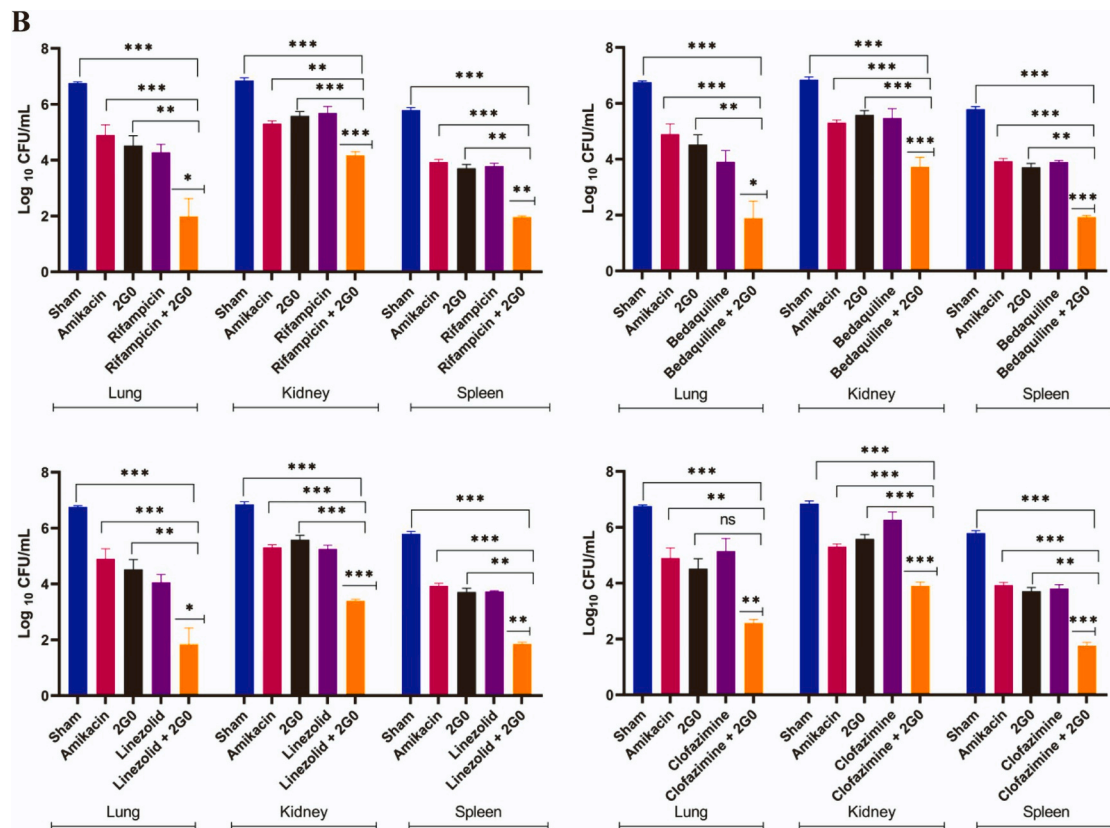 B
***
***
**
*
***
**
***
***
***
***
**
**
Log 10 CFU/mL
8
6
4
2
0
Sham
Amikacin
2G0
Rifampicin
Rifampicin + 2G0
Sham
Amikacin
2G0
Rifampicin
Rifampicin + 2G0
Sham
Amikacin
2G0
Rifampicin
Rifampicin + 2G0
Lung
Kidney
Spleen
***
***
**
*
***
***
***
***
***
***
**
***
Log 10 CFU/mL
8
6
4
2
0
Sham
Amikacin
2G0
Bedaquiline
Bedaquiline + 2G0
Sham
Amikacin
2G0
Bedaquiline
Bedaquiline + 2G0
Sham
Amikacin
2G0
Bedaquiline
Bedaquiline + 2G0
Lung
Kidney
Spleen
***
***
**
*
***
***
***
***
***
***
**
**
Log 10 CFU/mL
8
6
4
2
0
Sham
Amikacin
2G0
Linezolid
Linezolid + 2G0
Sham
Amikacin
2G0
Linezolid
Linezolid + 2G0
Sham
Amikacin
2G0
Linezolid
Linezolid + 2G0
Lung
Kidney
Spleen
***
**
ns
**
***
***
***
***
***
***
**
***
Log10 CFU/mL
8
6
4
2
0
Sham
Amikacin
2G0
Clofazimine
Clofazimine + 2G0
Sham
Amikacin
2G0
Clofazimine
Clofazimine + 2G0
Sham
Amikacin
2G0
Clofazimine
Clofazimine + 2G0
Lung
Kidney
Spleen